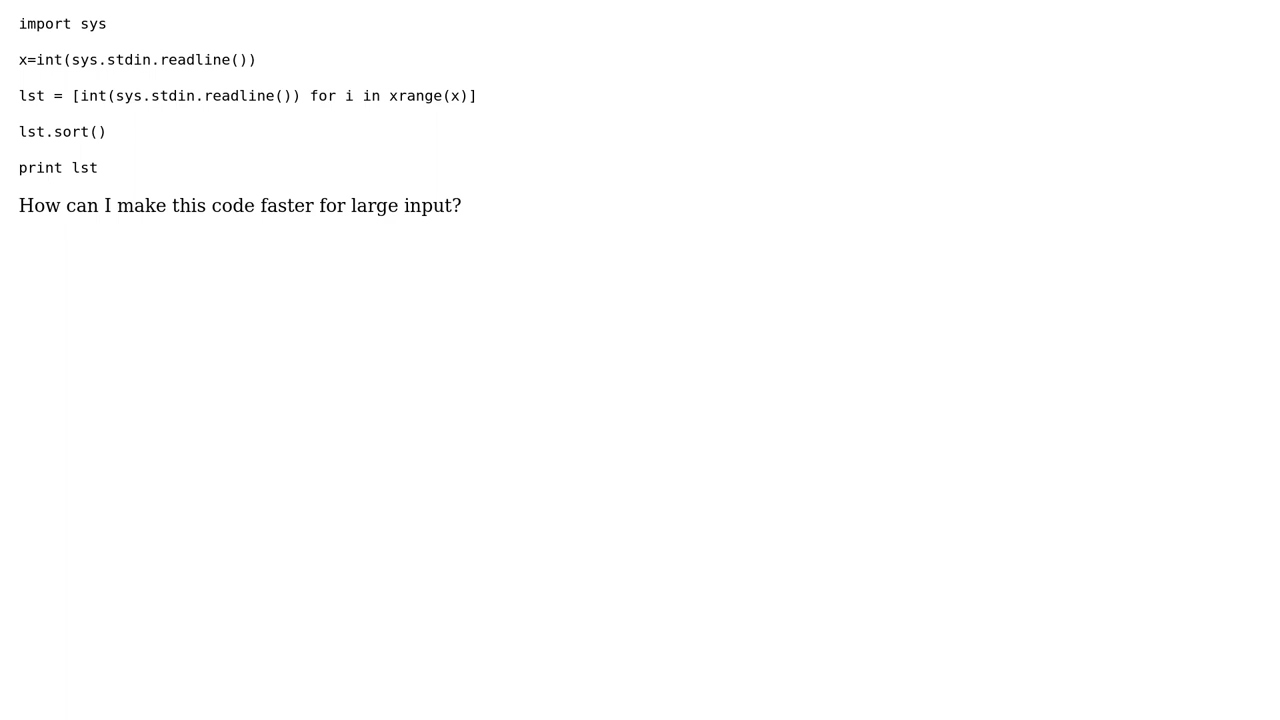 import sys
x=int(sys.stdin.readline())
lst = [int(sys.stdin.readline()) for i in xrange(x)]
lst.sort()
print lst
How can I make this code faster for large input?